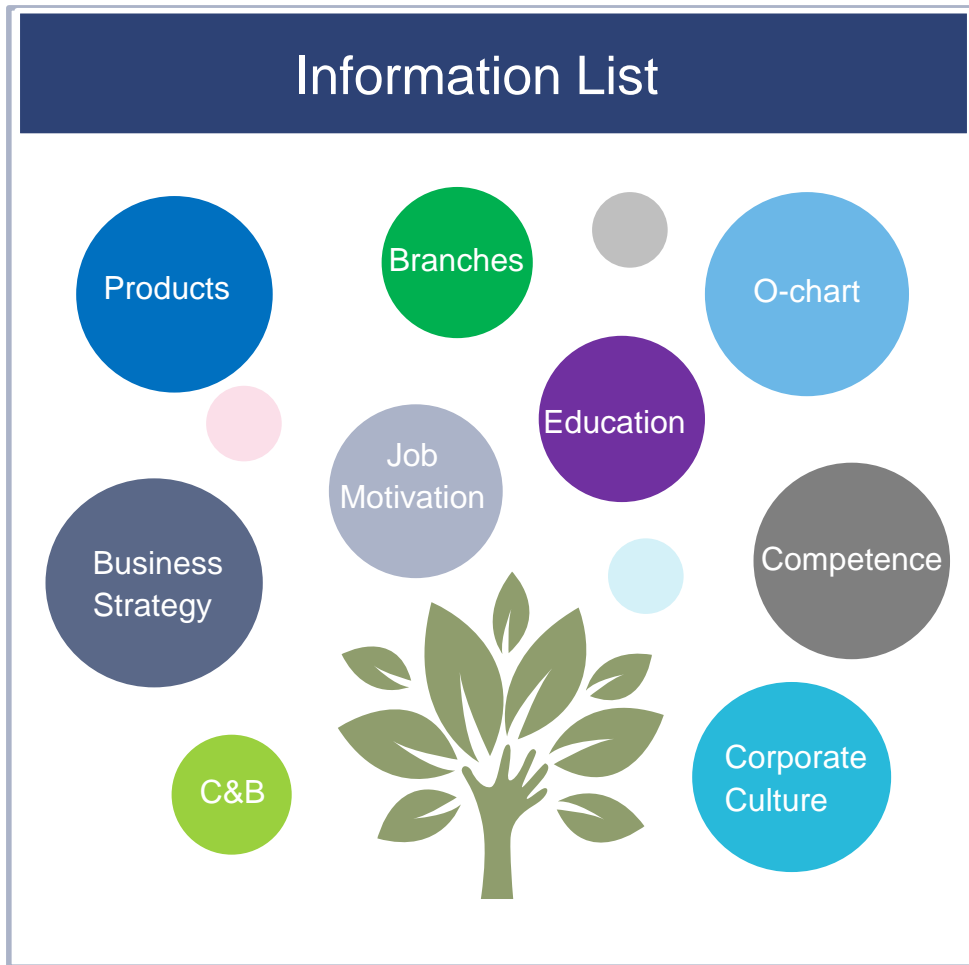 Information List
Products
Branches
O-chart
Education
Job
Motivation
Business
Strategy
Competence
C&B
Corporate
Culture